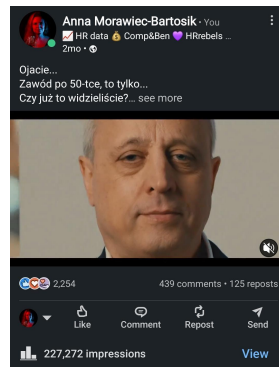 Anna Morawiec-Bartosik • You
📈 HR data 💰 Comp&Ben 💜 HRrebels ...
2mo •
Ojacie...
Zawód po 50-tce, to tylko...
Czy już to widzieliście?... see more
2,254
439 comments • 125 reposts
Like
Comment
Repost
Send
227,272 impressions
View